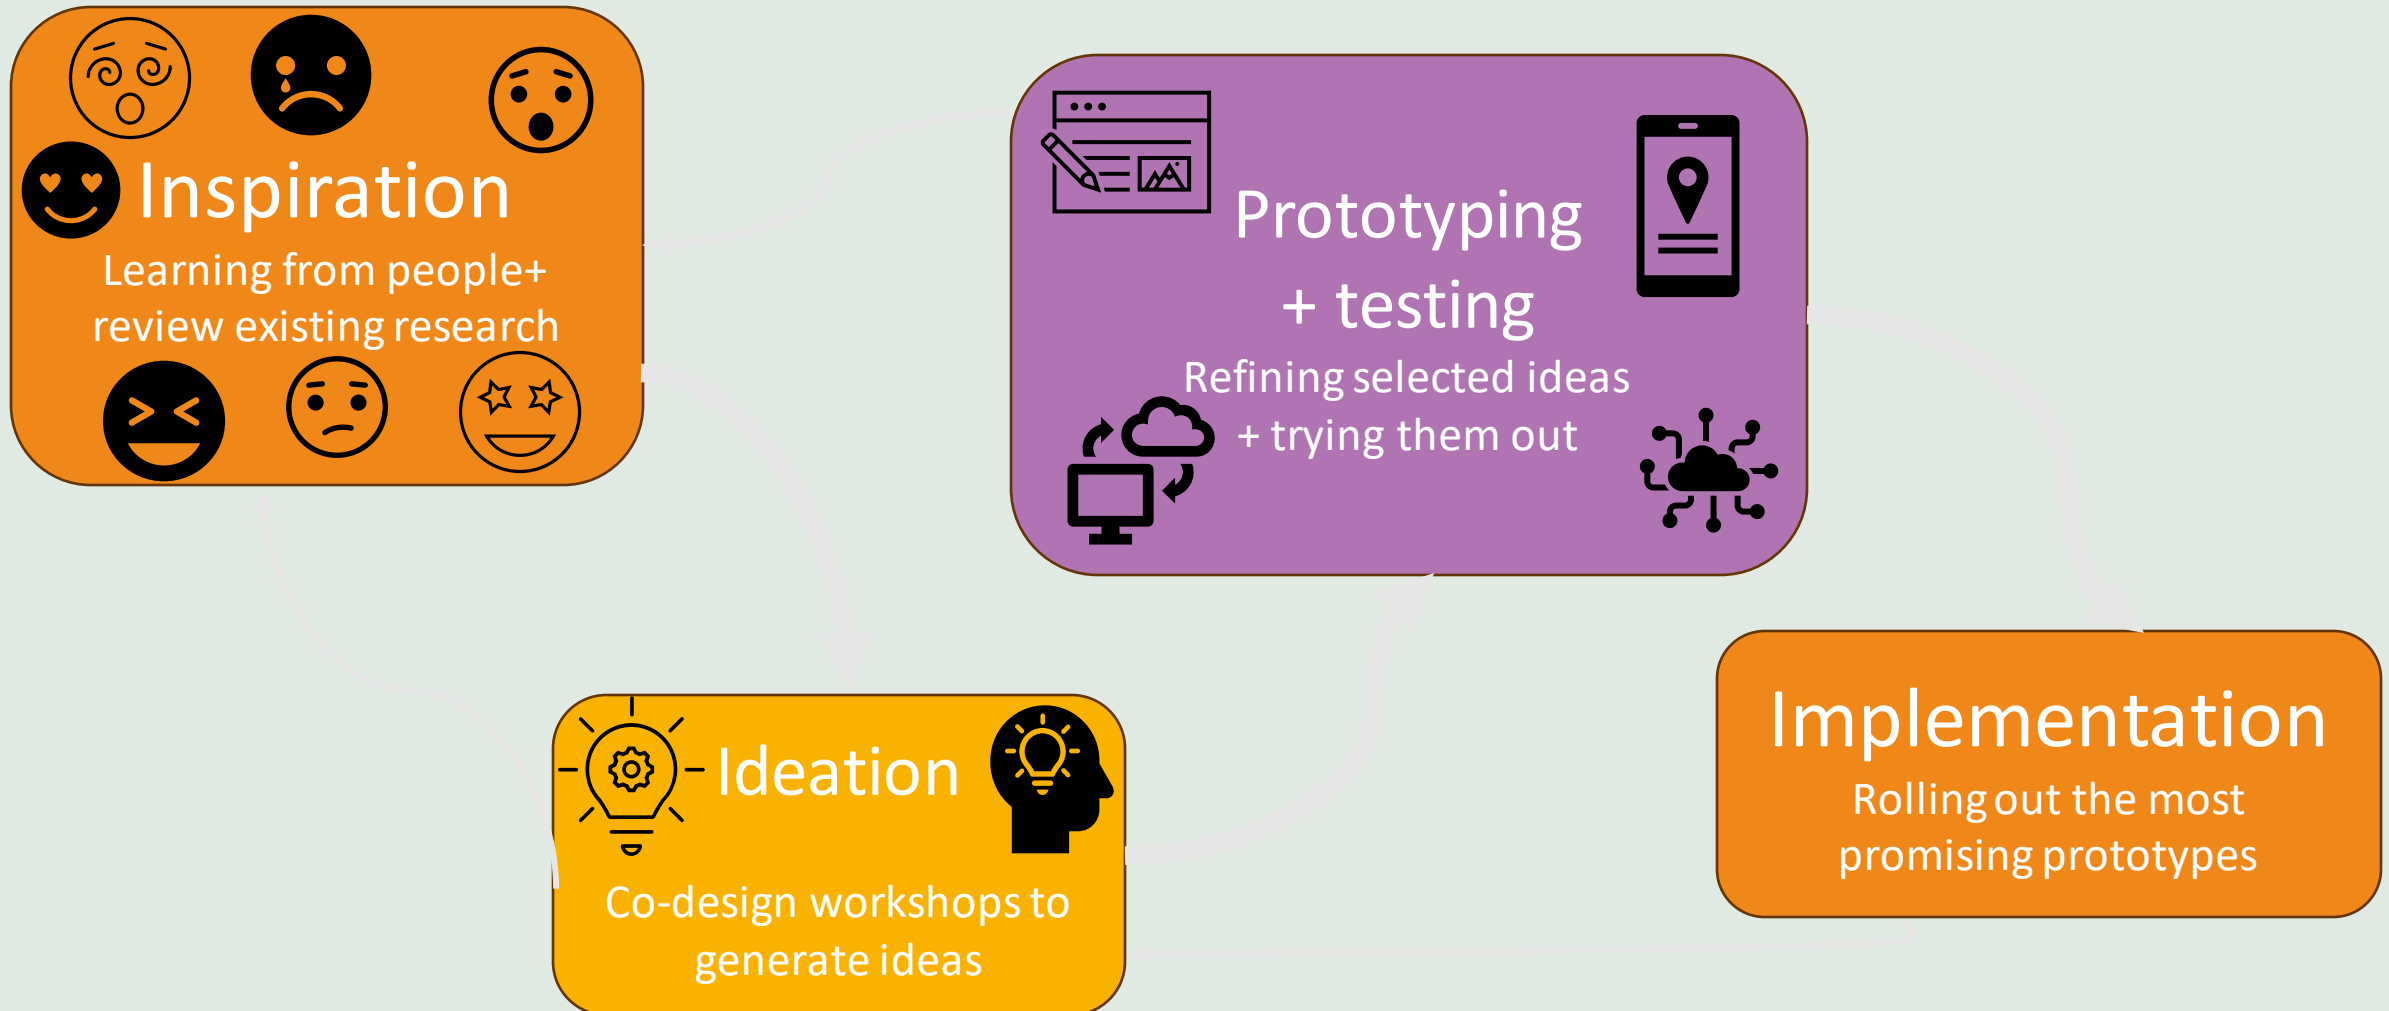 Inspiration
Learning from people+
review existing research
Prototyping
+ testing
Refining selected ideas
+ trying them out
Ideation
Co-design workshops to
generate ideas
Implementation
Rolling out the most
promising prototypes